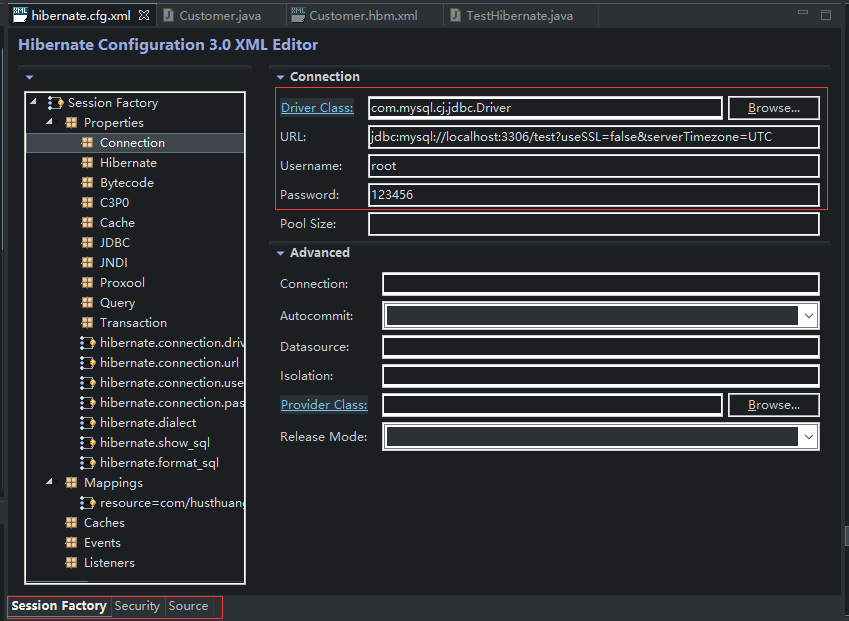 hibernate.cfg.xml Customer.java Customer.hbm.xml TestHibernate.java
Hibernate Configuration 3.0 XML Editor
Session Factory
Properties
Connection
Hibernate
Bytecode
C3P0
Cache
JDBC
JNDI
Proxool
Query
Transaction
hibernate.connection.driv
hibernate.connection.url
hibernate.connection.use
hibernate.connection.pas
hibernate.dialect
hibernate.show_sql
hibernate.format_sql
Mappings
resource=com/husthuang
Caches
Events
Listeners
Connection
Driver Class: com.mysql.cj.jdbc.Driver Browse...
URL: jdbc:mysql://localhost:3306/test?useSSL=false&serverTimezone=UTC
Username: root
Password: 123456
Pool Size:
Advanced
Connection:
Autocommit:
Datasource:
Isolation:
Provider Class: Browse...
Release Mode:
Session Factory Security Source